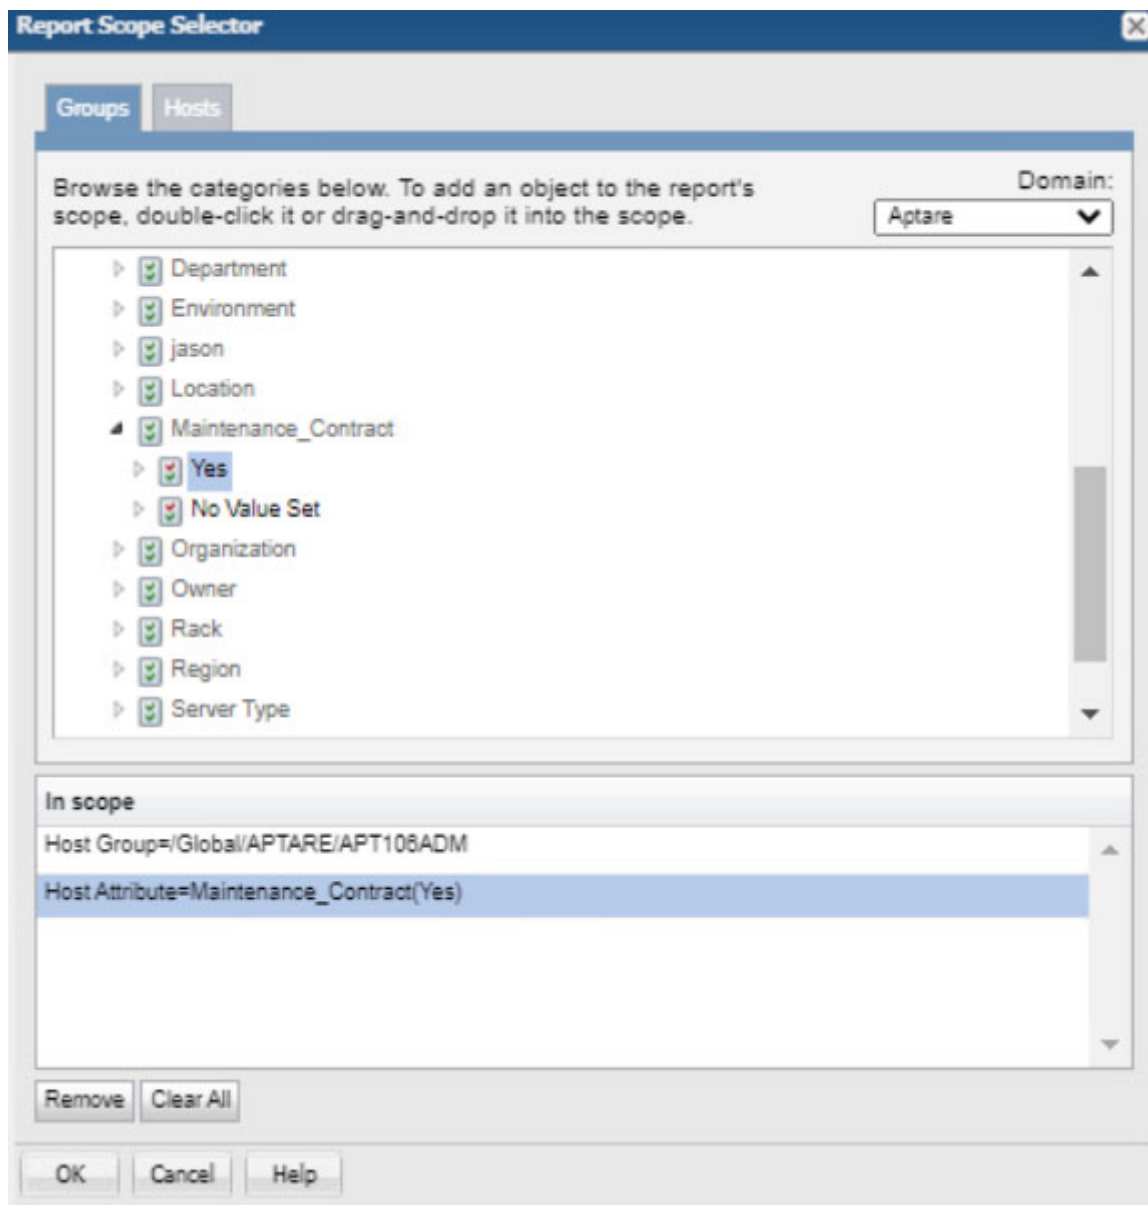 Report Scope Selector
Groups
Hosts
Browse the categories below. To add an object to the report's
scope, double-click it or drag-and-drop it into the scope.
Domain:
Aptare
Department
Environment
jason
Location
Maintenance_Contract
Yes
No Value Set
Organization
Owner
Rack
Region
Server Type
In scope
Host Group=/Global/APTARE/APT106ADM
Host Attribute=Maintenance_Contract(Yes)
Remove
Clear All
OK
Cancel
Help